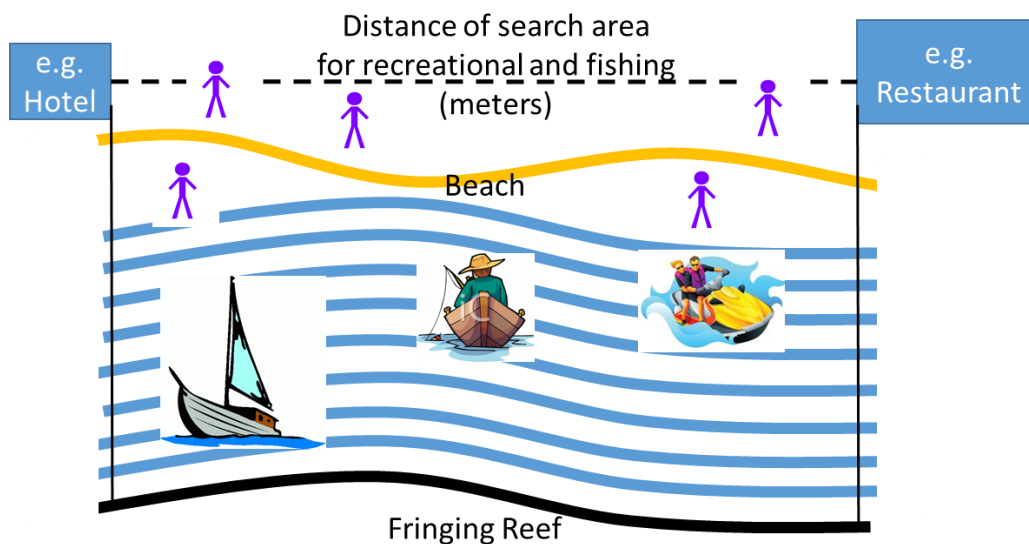 Distance of search area
for recreational and fishing
(meters)
e.g.
Hotel
e.g.
Restaurant
Beach
Fringing Reef